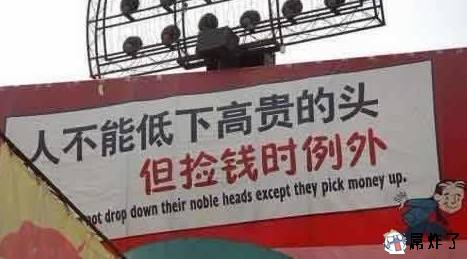 人不能低下高贵的头
但捡钱时例外
not drop down their noble heads except they pick money up.
屌炸了